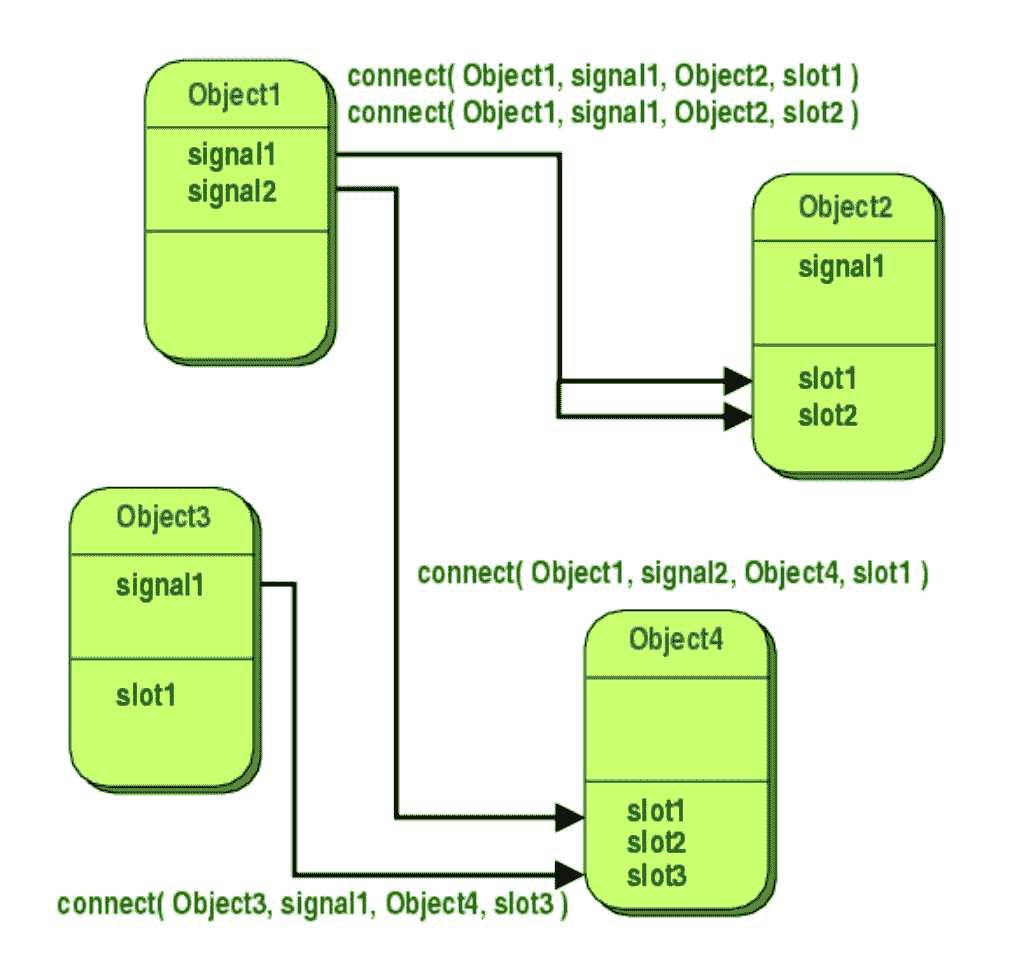 Object1
signal1
signal2
connect( Object1, signal1, Object2, slot1 )
connect( Object1, signal1, Object2, slot2 )
Object2
signal1
slot1
slot2
Object3
signal1
slot1
connect( Object1, signal2, Object4, slot1 )
Object4
slot1
slot2
slot3
connect( Object3, signal1, Object4, slot3 )